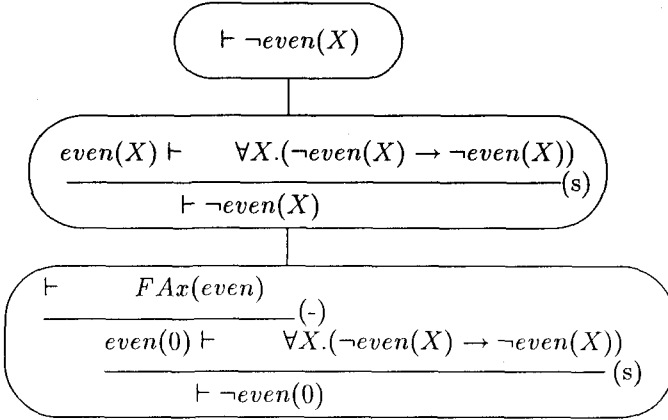 ⊢ ¬even(X)
even(X) ⊢ ∀X.(¬even(X) → ¬even(X))
(s)
⊢ ¬even(X)
⊢ FAx(even)
(-)
even(0) ⊢ ∀X.(¬even(X) → ¬even(X))
(s)
⊢ ¬even(0)